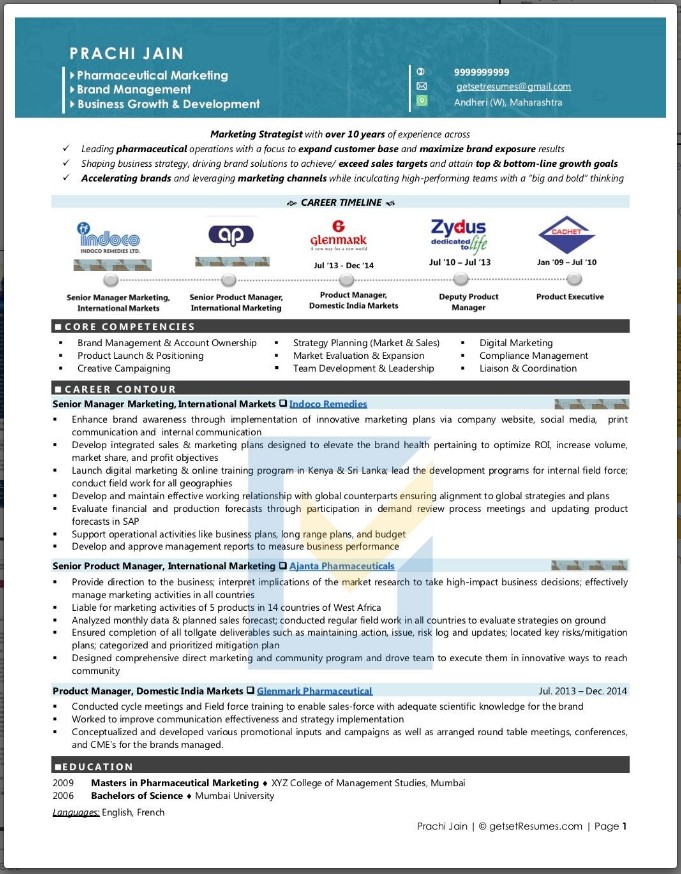 PRACHI JAIN
Pharmaceutical Marketing
Brand Management
Business Growth & Development
9999999999
getsetresumes@gmail.com
Andheri (W), Maharashtra
Marketing Strategist with over 10 years of experience across
✓ Leading pharmaceutical operations with a focus to expand customer base and maximize brand exposure results
✓ Shaping business strategy, driving brand solutions to achieve/ exceed sales targets and attain top & bottom-line growth goals
✓ Accelerating brands and leveraging marketing channels while inculcating high-performing teams with a "big and bold" thinking
CAREER TIMELINE
indoco
INDOCO REMEDIES LTD.
ap
glenmark
A new way for a new world
Zydus
dedicated to life
CACHET
Jul '13 - Dec '14
Jul '10 – Jul '13
Jan '09 – Jul '10
Senior Manager Marketing, International Markets
Senior Product Manager, International Marketing
Product Manager, Domestic India Markets
Deputy Product Manager
Product Executive
CORE COMPETENCIES
▪ Brand Management & Account Ownership ▪ Strategy Planning (Market & Sales) ▪ Digital Marketing
▪ Product Launch & Positioning ▪ Market Evaluation & Expansion ▪ Compliance Management
▪ Creative Campaigning ▪ Team Development & Leadership ▪ Liaison & Coordination
CAREER CONTOUR
Senior Manager Marketing, International Markets ❑ Indoco Remedies
▪ Enhance brand awareness through implementation of innovative marketing plans via company website, social media, print
communication and internal communication
▪ Develop integrated sales & marketing plans designed to elevate the brand health pertaining to optimize ROI, increase volume,
market share, and profit objectives
▪ Launch digital marketing & online training program in Kenya & Sri Lanka; lead the development programs for internal field force;
conduct field work for all geographies
▪ Develop and maintain effective working relationship with global counterparts ensuring alignment to global strategies and plans
▪ Evaluate financial and production forecasts through participation in demand review process meetings and updating product
forecasts in SAP
▪ Support operational activities like business plans, long range plans, and budget
▪ Develop and approve management reports to measure business performance
Senior Product Manager, International Marketing ❑ Ajanta Pharmaceuticals
▪ Provide direction to the business; interpret implications of the market research to take high-impact business decisions; effectively
manage marketing activities in all countries
▪ Liable for marketing activities of 5 products in 14 countries of West Africa
▪ Analyzed monthly data & planned sales forecast; conducted regular field work in all countries to evaluate strategies on ground
▪ Ensured completion of all tollgate deliverables such as maintaining action, issue, risk log and updates; located key risks/mitigation
plans; categorized and prioritized mitigation plan
▪ Designed comprehensive direct marketing and community program and drove team to execute them in innovative ways to reach
community
Product Manager, Domestic India Markets ❑ Glenmark Pharmaceutical Jul. 2013 – Dec. 2014
▪ Conducted cycle meetings and Field force training to enable sales-force with adequate scientific knowledge for the brand
▪ Worked to improve communication effectiveness and strategy implementation
▪ Conceptualized and developed various promotional inputs and campaigns as well as arranged round table meetings, conferences,
and CME's for the brands managed.
EDUCATION
2009 Masters in Pharmaceutical Marketing ♦ XYZ College of Management Studies, Mumbai
2006 Bachelors of Science ♦ Mumbai University
Languages: English, French
Prachi Jain | © getsetResumes.com | Page 1